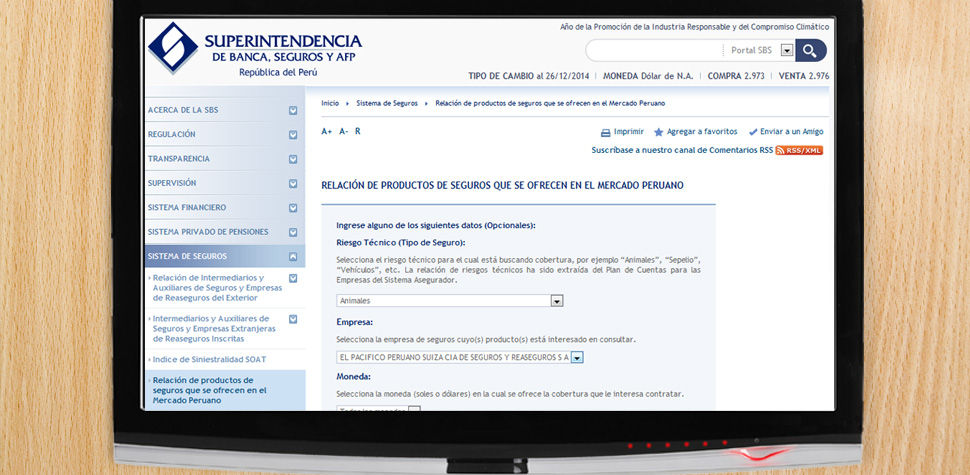 Año de la Promoción de la Industria Responsable y del Compromiso Climático
SUPERINTENDENCIA
DE BANCA, SEGUROS Y AFP
República del Perú
Portal SBS
TIPO DE CAMBIO al 26/12/2014 | MONEDA Dólar de N.A. | COMPRA 2.973 | VENTA 2.976
ACERCA DE LA SBS
REGULACIÓN
TRANSPARENCIA
SUPERVISIÓN
SISTEMA FINANCIERO
SISTEMA PRIVADO DE PENSIONES
SISTEMA DE SEGUROS
Relación de Intermediarios y
Auxiliares de Seguros y Empresas
de Reaseguros del Exterior
Intermediarios y Auxiliares de
Seguros y Empresas Extranjeras
de Reaseguros Inscritas
Indice de Siniestralidad SOAT
Relación de productos de
seguros que se ofrecen en el
Mercado Peruano
Inicio Sistema de Seguros Relación de productos de seguros que se ofrecen en el Mercado Peruano
A+ A- R
Imprimir Agregar a favoritos Enviar a un Amigo
Suscríbase a nuestro canal de Comentarios RSS RSS/XML
RELACIÓN DE PRODUCTOS DE SEGUROS QUE SE OFRECEN EN EL MERCADO PERUANO
Ingrese alguno de los siguientes datos (Opcionales):
Riesgo Técnico (Tipo de Seguro):
Selecciona el riesgo técnico para el cual está buscando cobertura, por ejemplo "Animales", "Sepelio",
"Vehículos", etc. La relación de riesgos técnicos ha sido extraída del Plan de Cuentas para las
Empresas del Sistema Asegurador.
Animales
Empresa:
Selecciona la empresa de seguros cuyo(s) producto(s) está interesado en consultar.
EL PACIFICO PERUANO SUIZA CIA DE SEGUROS Y REASEGUROS S A
Moneda:
Selecciona la moneda (soles o dólares) en la cual se ofrece la cobertura que le interesa contratar.